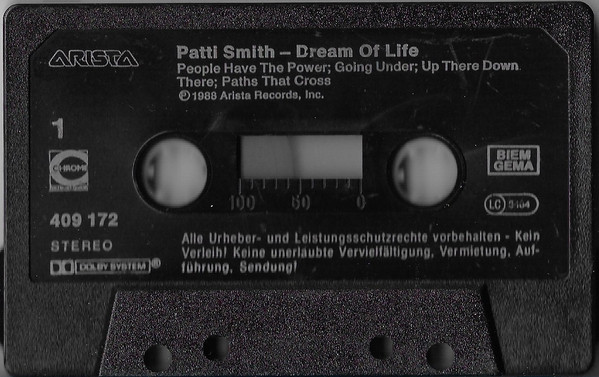 ARISTA
Patti Smith – Dream Of Life
People Have The Power; Going Under; Up There Down
There; Paths That Cross
℗©1988 Arista Records, Inc.
1
CHROME
BIEM
GEMA
100 50 0
LC
409 172
STEREO
DOLBY SYSTEM®
Alle Urheber- und Leistungsschutzrechte vorbehalten - Kein
Verleih! Keine unerlaubte Vervielfältigung, Vermietung, Auf-
führung, Sendung!